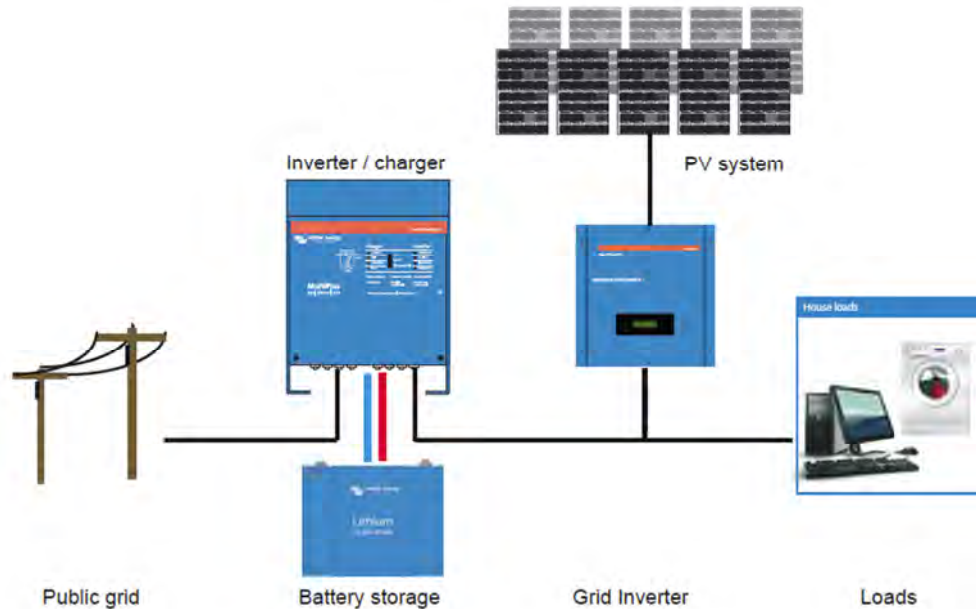 PV system
Inverter / charger
MultiPlus
House loads
Lithium
Public grid
Battery storage
Grid Inverter
Loads